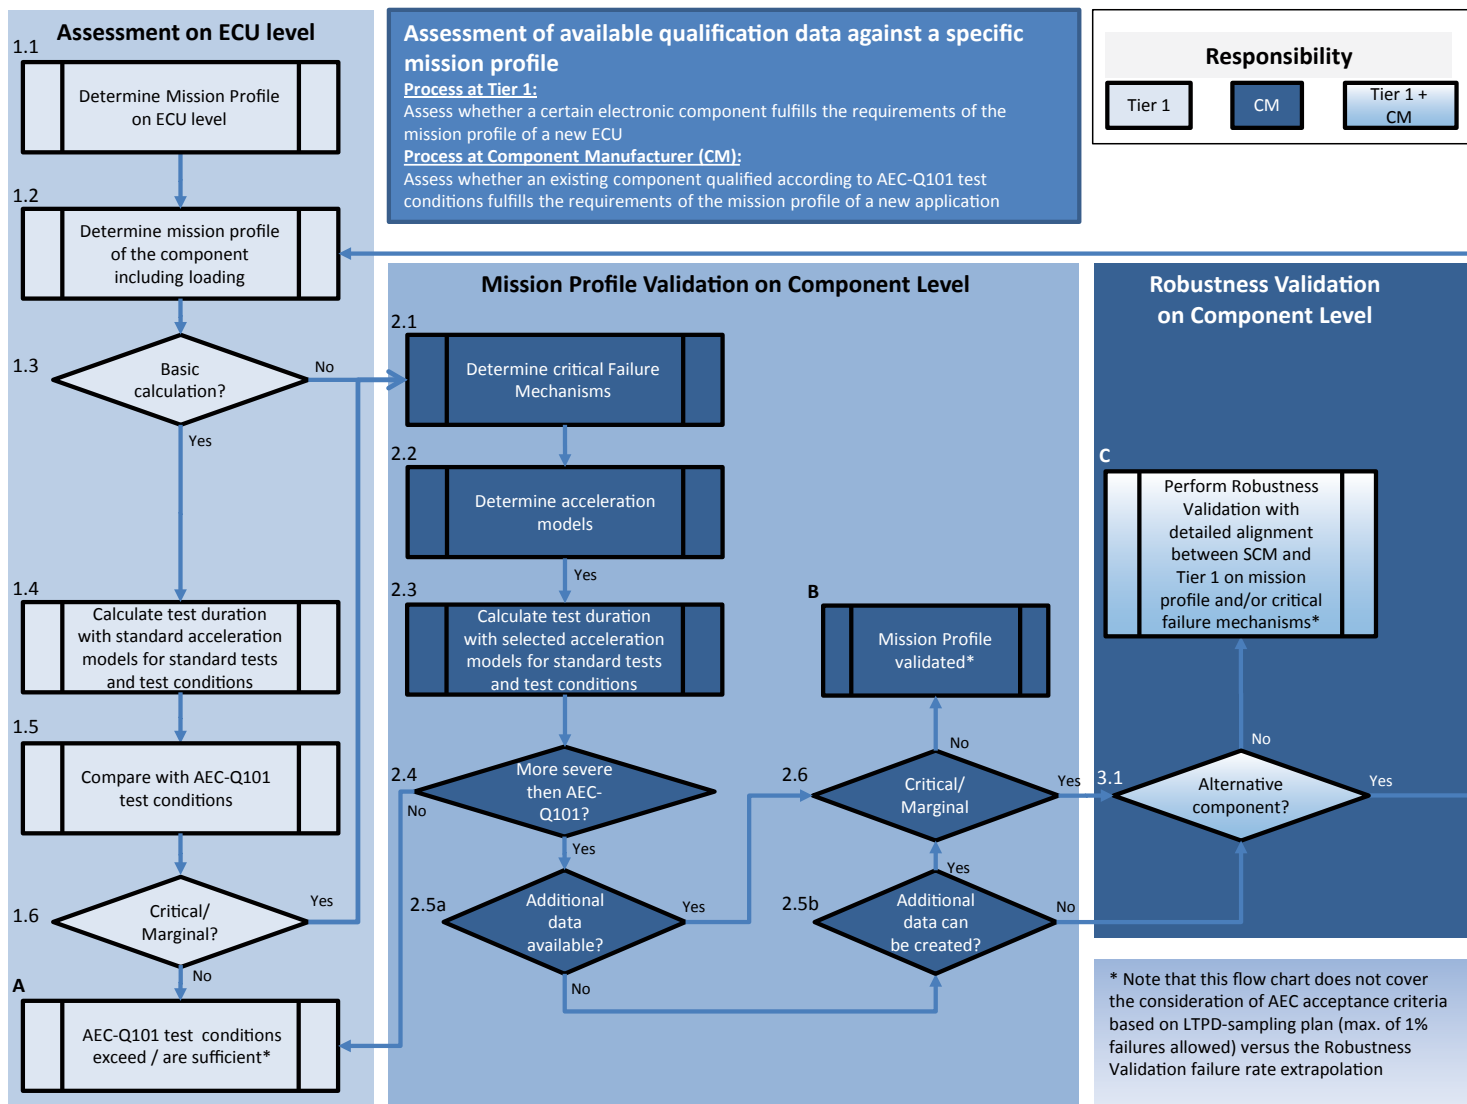 Assessment on ECU level
1.1
Determine Mission Profile
on ECU level
1.2
Determine mission profile
of the component
including loading
1.3
Basic
calculation?
No
Yes
1.4
Calculate test duration
with standard acceleration
models for standard tests
and test conditions
1.5
Compare with AEC-Q101
test conditions
1.6
Critical/
Marginal?
Yes
No
A
AEC-Q101 test conditions
exceed / are sufficient*
Assessment of available qualification data against a specific
mission profile
Process at Tier 1:
Assess whether a certain electronic component fulfills the requirements of the
mission profile of a new ECU
Process at Component Manufacturer (CM):
Assess whether an existing component qualified according to AEC-Q101 test
conditions fulfills the requirements of the mission profile of a new application
Responsibility
Tier 1
CM
Tier 1 +
CM
Mission Profile Validation on Component Level
2.1
Determine critical Failure
Mechanisms
2.2
Determine acceleration
models
Yes
2.3
Calculate test duration
with selected acceleration
models for standard tests
and test conditions
2.4
More severe
then AEC-
Q101?
No
Yes
2.5a
Additional
data
available?
Yes
No
B
Mission Profile
validated*
No
2.6
Critical/
Marginal
Yes
Yes
2.5b
Additional
data can
be created?
No
Robustness Validation
on Component Level
C
Perform Robustness
Validation with
detailed alignment
between SCM and
Tier 1 on mission
profile and/or critical
failure mechanisms*
No
3.1
Alternative
component?
Yes
* Note that this flow chart does not cover
the consideration of AEC acceptance criteria
based on LTPD-sampling plan (max. of 1%
failures allowed) versus the Robustness
Validation failure rate extrapolation